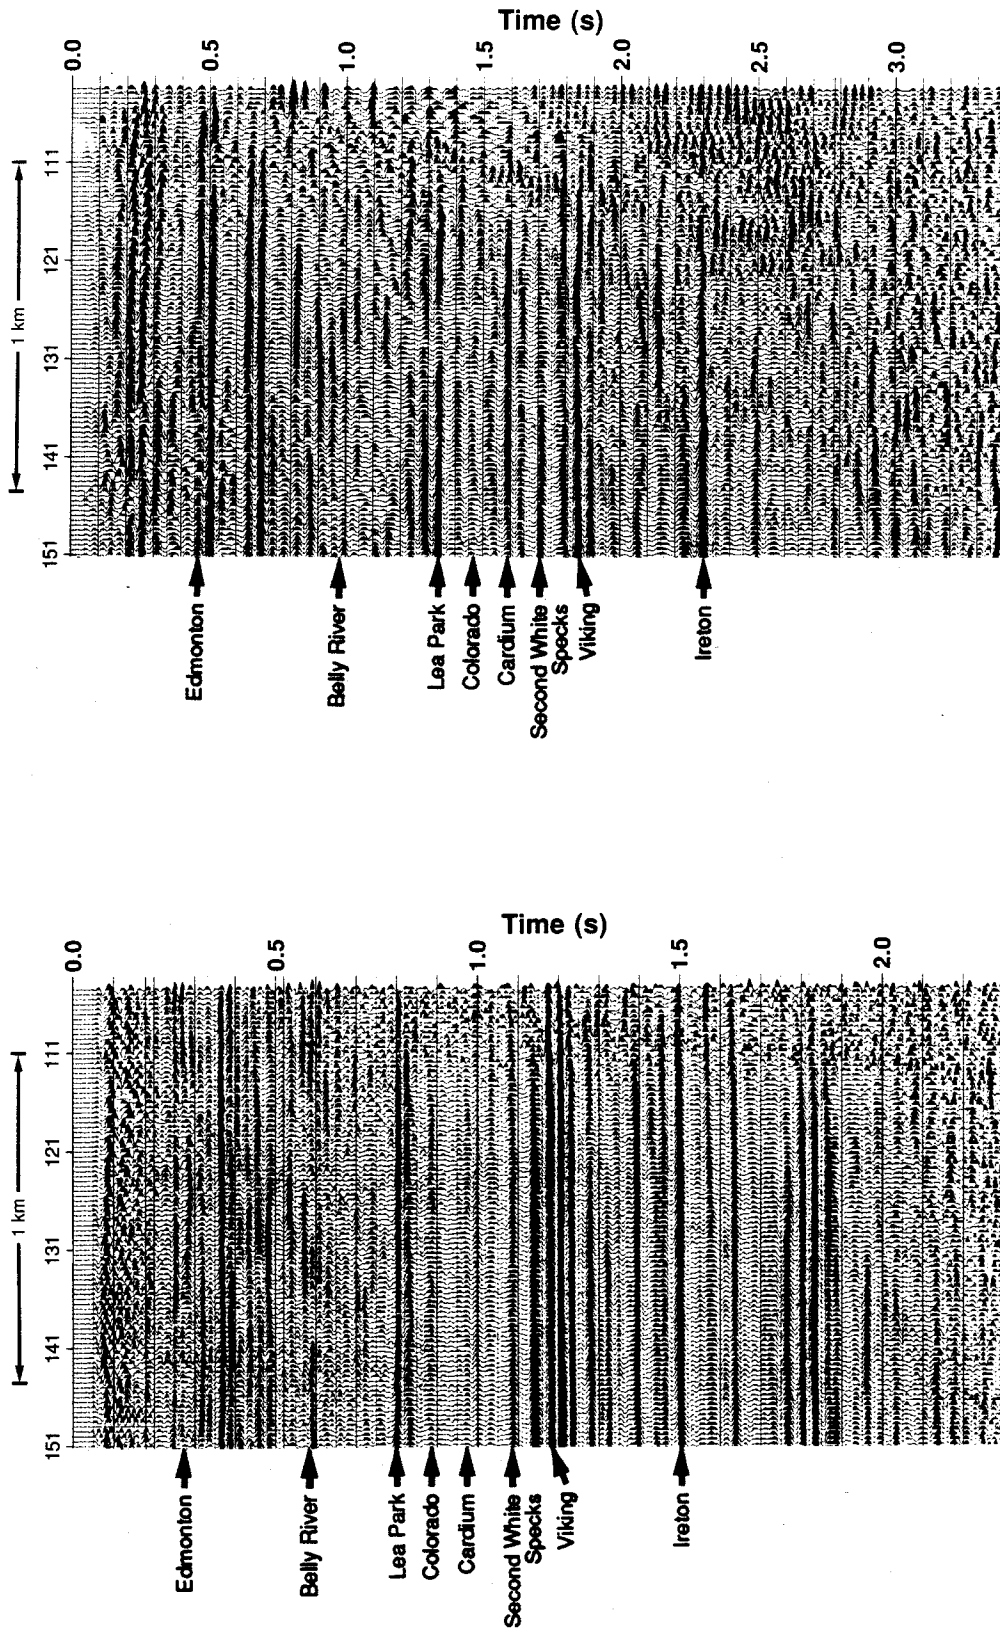 1 km
151
141
131
121
111
0.0
0.5
1.0
1.5
2.0
Time (s)
Edmonton
Belly River
Lea Park
Colorado
Cardium
Second White
Specks
Viking
Ireton
1 km
151
141
131
121
111
0.0
0.5
1.0
1.5
2.0
2.5
3.0
Time (s)
Edmonton
Belly River
Lea Park
Colorado
Cardium
Second White
Specks
Viking
Ireton